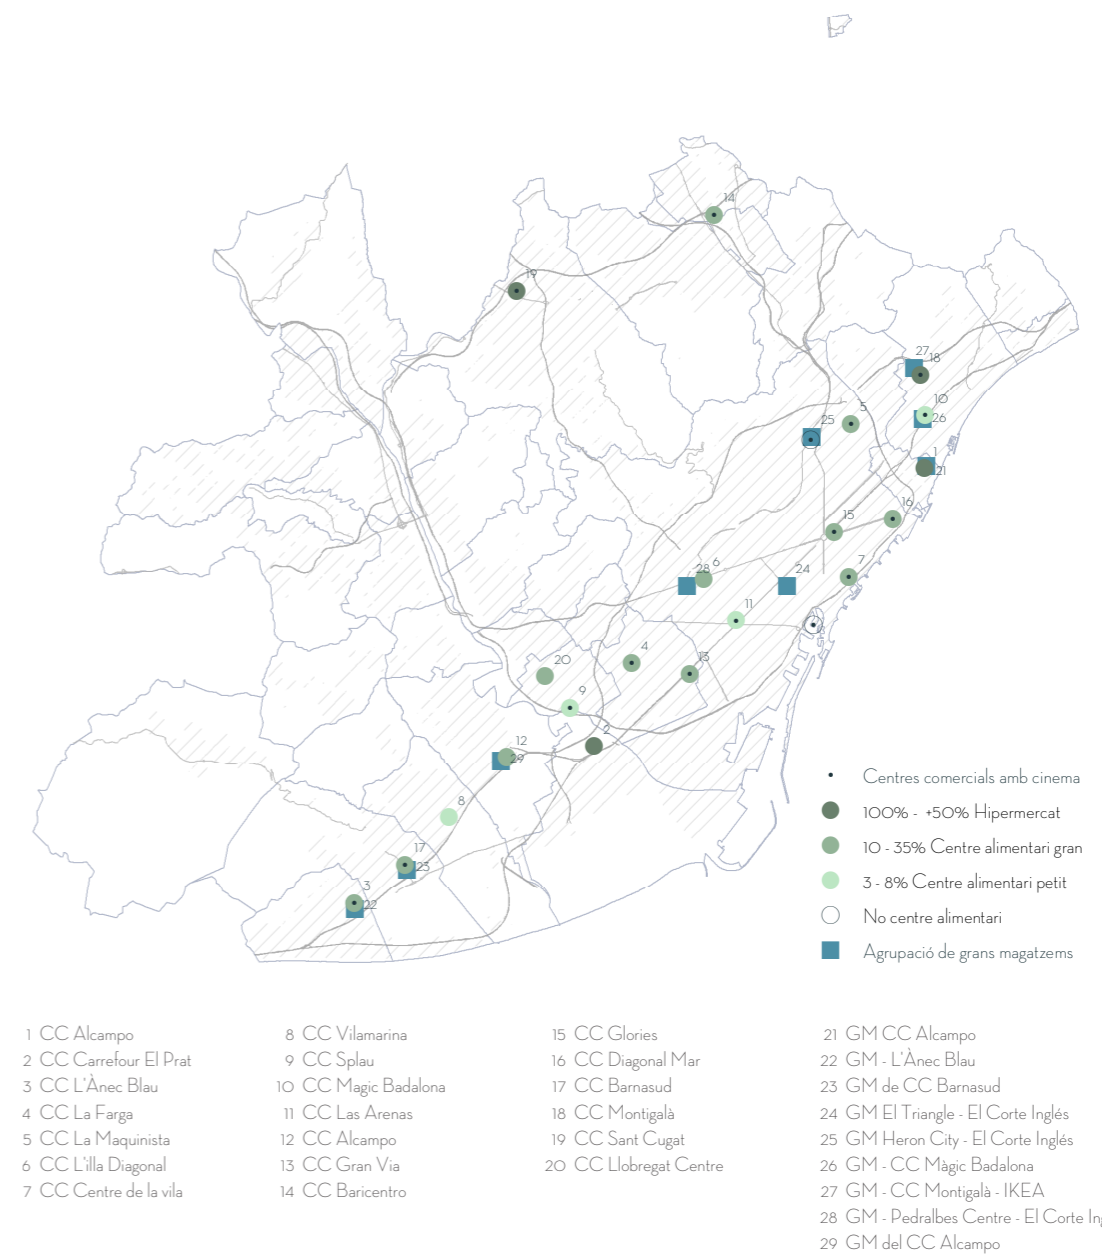 14
19
27
18
10
26
5
25
1
21
16
15
7
28
6
24
11
4
13
20
9
2
12
29
8
17
23
3
22
Centres comercials amb cinema
100% - +50% Hipermercat
10 - 35% Centre alimentari gran
3 - 8% Centre alimentari petit
No centre alimentari
Agrupació de grans magatzems
1 CC Alcampo
2 CC Carrefour El Prat
3 CC L'Ànec Blau
4 CC La Farga
5 CC La Maquinista
6 CC L'illa Diagonal
7 CC Centre de la vila
8 CC Vilamarina
9 CC Splau
10 CC Magic Badalona
11 CC Las Arenas
12 CC Alcampo
13 CC Gran Via
14 CC Baricentro
15 CC Glories
16 CC Diagonal Mar
17 CC Barnasud
18 CC Montigalà
19 CC Sant Cugat
20 CC Llobregat Centre
21 GM CC Alcampo
22 GM - L'Ànec Blau
23 GM de CC Barnasud
24 GM El Triangle - El Corte Inglés
25 GM Heron City - El Corte Inglés
26 GM - CC Màgic Badalona
27 GM - CC Montigalà - IKEA
28 GM - Pedralbes Centre - El Corte
29 GM del CC Alcampo